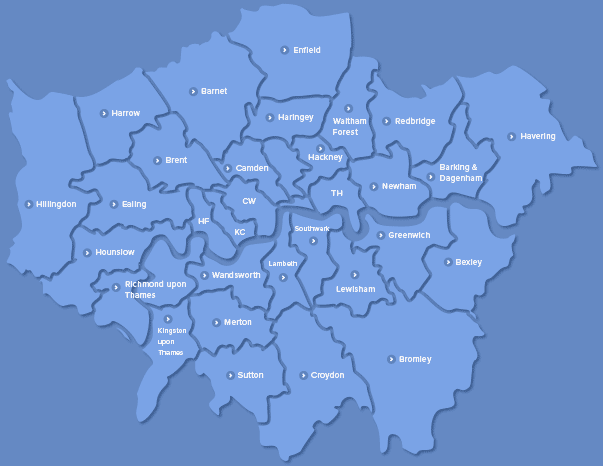 Enfield
Barnet
Harrow
Haringey
Waltham
Forest
Redbridge
Havering
Brent
Camden
Hackney
Barking &
Dagenham
Newham
TH
CW
Hillingdon
Ealing
HF
KC
Southwark
Greenwich
Hounslow
Bexley
Richmond upon
Thames
Wandsworth
Lambeth
Lewisham
Kingston
upon
Thames
Merton
Bromley
Sutton
Croydon